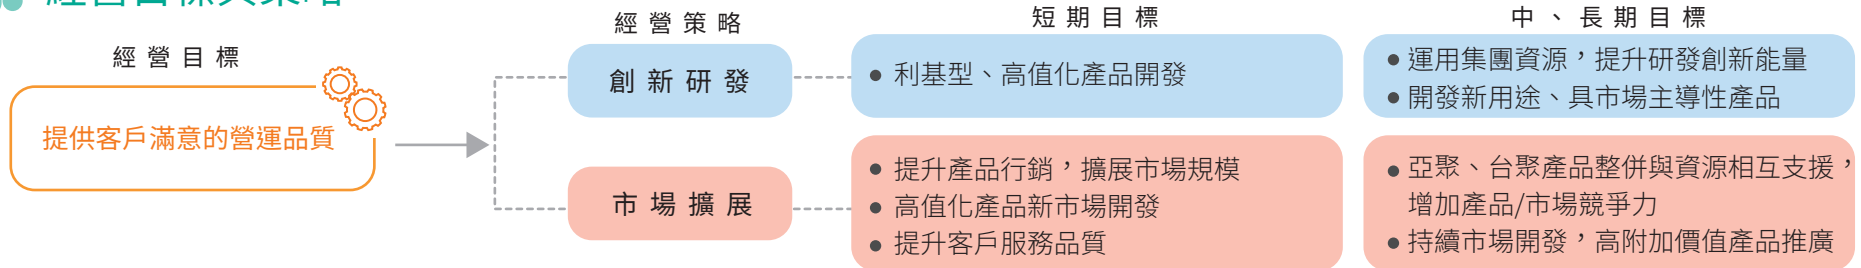 經營目標與策略
經營目標
提供客戶滿意的營運品質
經營策略
創新研發
市場擴展
短期目標
● 利基型、高值化產品開發
● 提升產品行銷，擴展市場規模
● 高值化產品新市場開發
● 提升客戶服務品質
中、長期目標
● 運用集團資源，提升研發創新能量
● 開發新用途、具市場主導性產品
● 亞聚、台聚產品整併與資源相互支援，
增加產品/市場競爭力
● 持續市場開發，高附加價值產品推廣